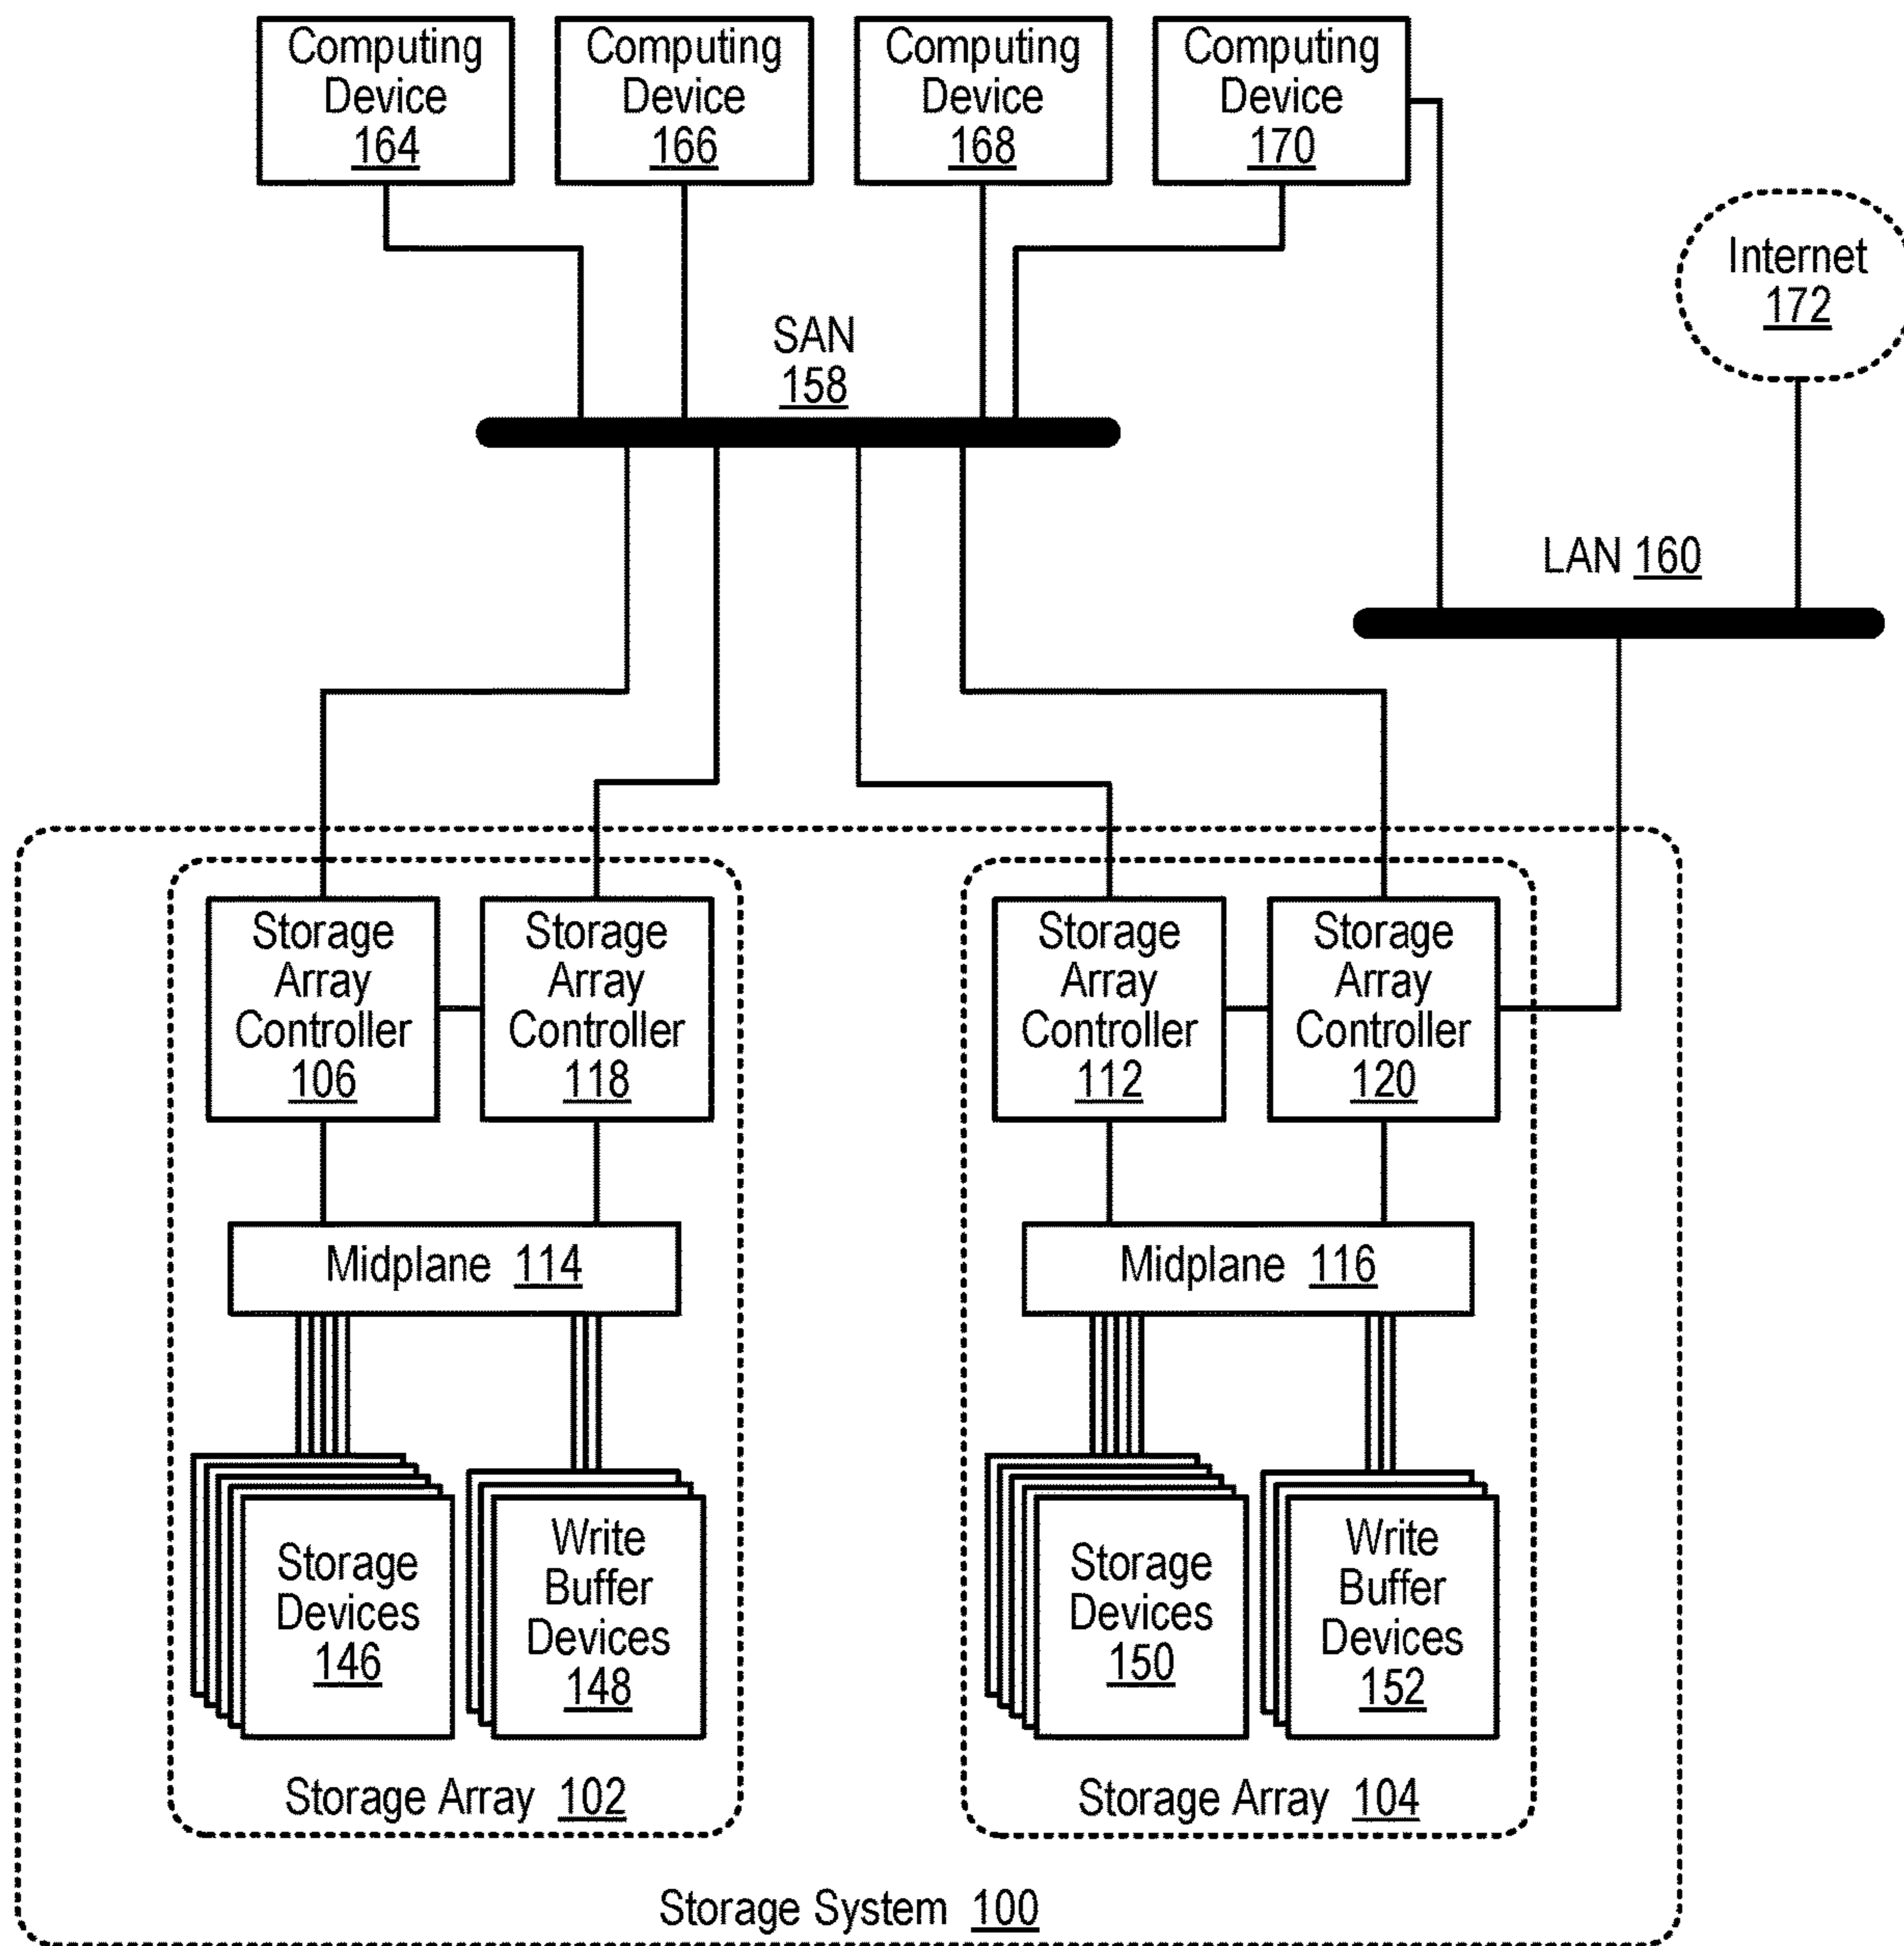 Computing
Device
164
Computing
Device
166
Computing
Device
168
Computing
Device
170
Internet
172
SAN
158
LAN 160
Storage
Array
Controller
106
Storage
Array
Controller
118
Storage
Array
Controller
112
Storage
Array
Controller
120
Midplane 114
Midplane 116
Storage
Devices
146
Write
Buffer
Devices
148
Storage
Devices
150
Write
Buffer
Devices
152
Storage Array 102
Storage Array 104
Storage System 100